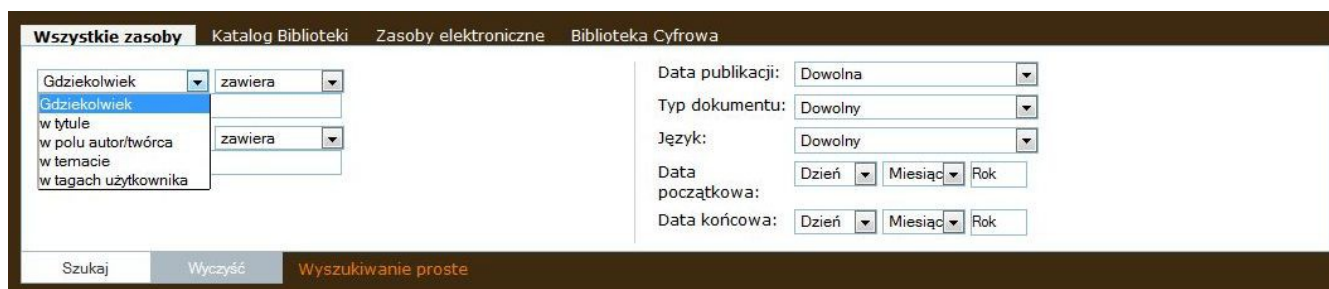 Wszystkie zasoby Katalog Biblioteki Zasoby elektroniczne Biblioteka Cyfrowa
Gdziekolwiek zawiera
Gdziekolwiek
w tytule
w polu autor/twórca zawiera
w temacie
w tagach użytkownika
Data publikacji: Dowolna
Typ dokumentu: Dowolny
Język: Dowolny
Data
początkowa: Dzień Miesiąc Rok
Data końcowa: Dzień Miesiąc Rok
Szukaj Wyczyść Wyszukiwanie proste